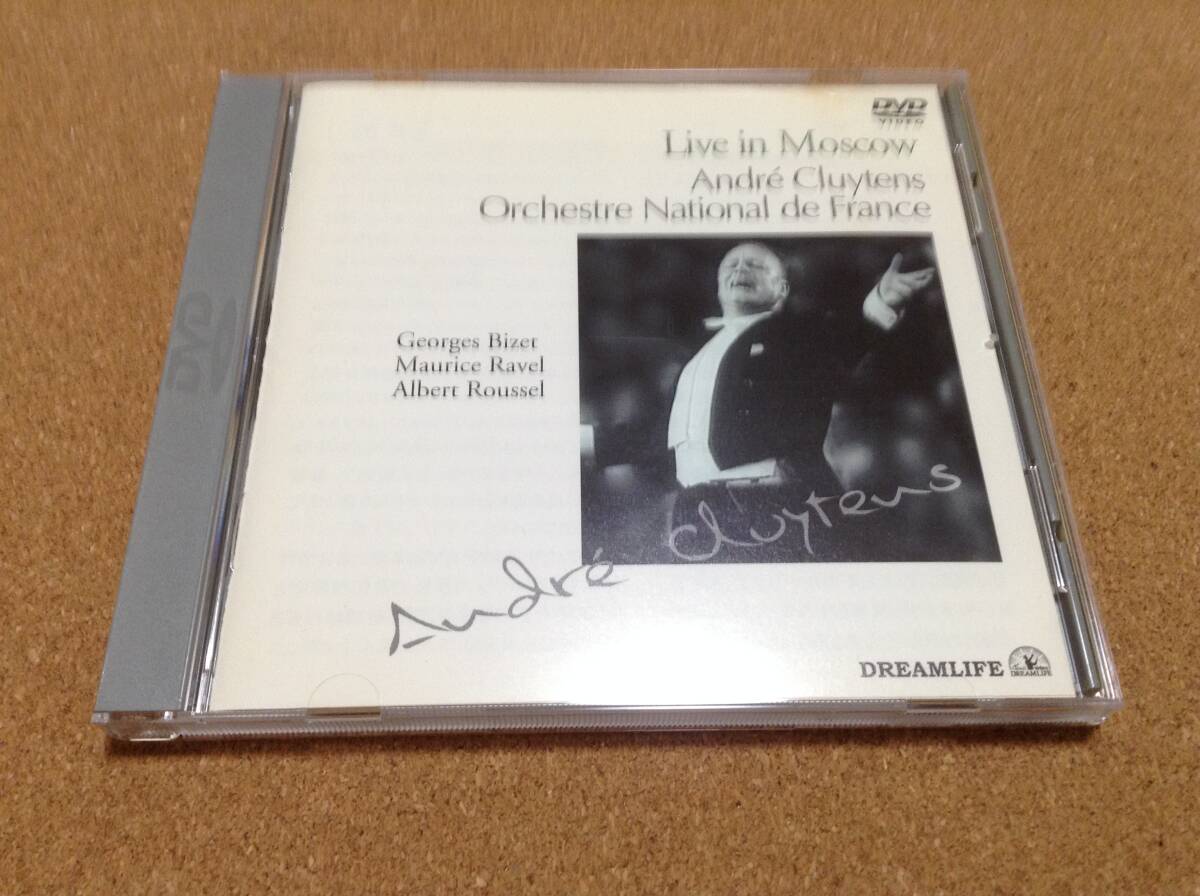 DVD
VIDEO
Live in Moscow
André Cluytens
Orchestre National de France
Georges Bizet
Maurice Ravel
Albert Roussel
André Cluytens
DREAMLIFE
DREAMLIFE
DVD